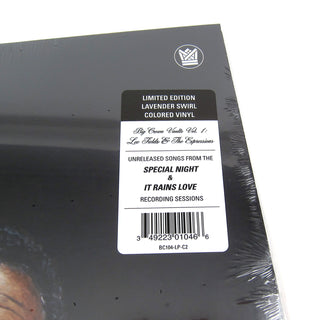 LIMITED EDITION
LAVENDER SWIRL
COLORED VINYL
Big Crown Vaults Vol. 1:
Lee Fields & The Expressions
UNRELEASED SONGS FROM THE
SPECIAL NIGHT
&
IT RAINS LOVE
RECORDING SESSIONS
3 49223 01046 6
BC104-LP-C2